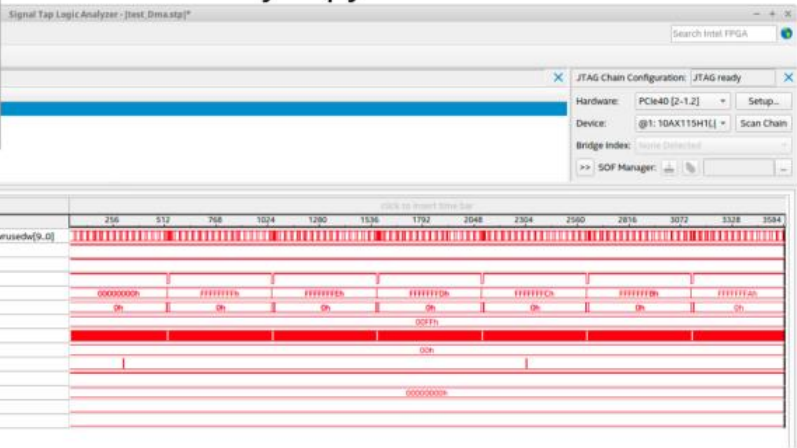 Signal Tap Logic Analyzer - [test_Dma.stp]*
Search Intel FPGA
JTAG Chain Configuration: JTAG ready
Hardware: PCIe40 [2-1.2] Setup...
Device: @1: 10AX115H1(.| Scan Chain
Bridge Index: None Detected
>> SOF Manager: ...
click to insert time bar
256 512 768 1024 1280 1536 1792 2048 2304 2560 2816 3072 3328 3584
wrusedw[9..0]
00000000h FFFFFFFFh FFFFFFFEh FFFFFFFDh FFFFFFFCh FFFFFFFBh FFFFFFFAh
0h 0h 0h 0h 0h 0h 0h
00FFh
00h
00000000h